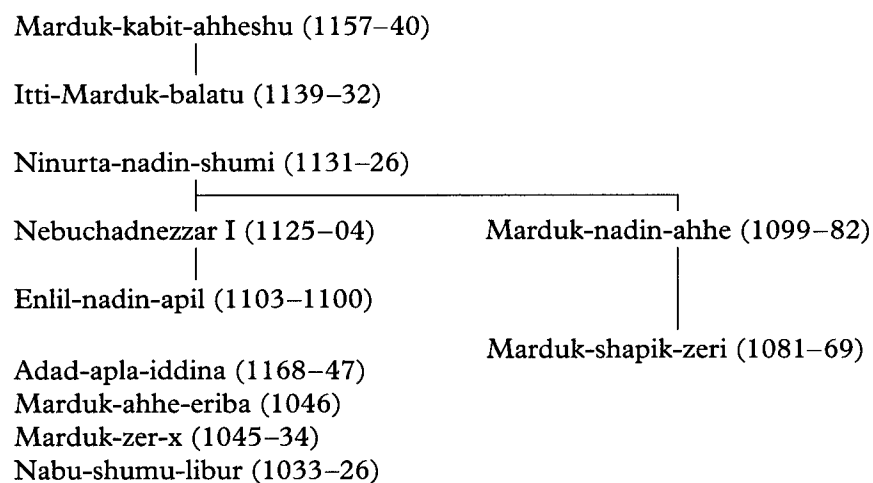 Marduk-kabit-ahheshu (1157–40)
Itti-Marduk-balatu (1139–32)
Ninurta-nadin-shumi (1131–26)
Nebuchadnezzar I (1125–04)
Marduk-nadin-ahhe (1099–82)
Enlil-nadin-apil (1103–1100)
Marduk-shapik-zeri (1081–69)
Adad-apla-iddina (1168–47)
Marduk-ahhe-eriba (1046)
Marduk-zer-x (1045–34)
Nabu-shumu-libur (1033–26)